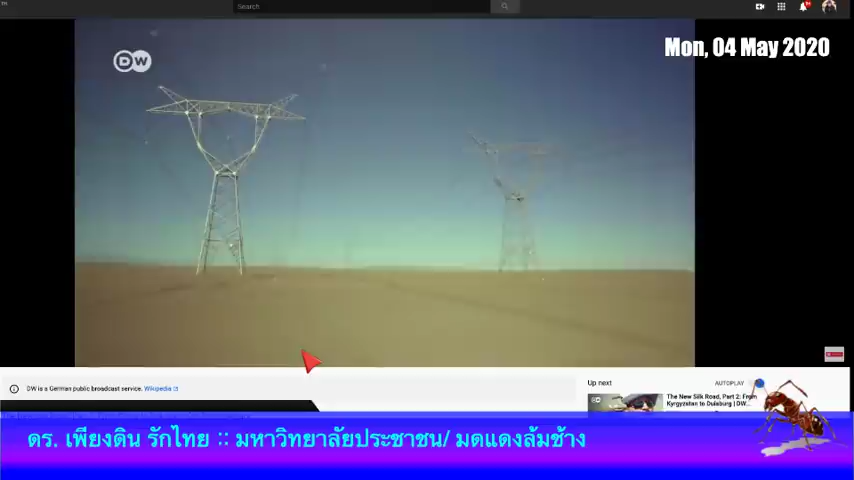 Search
DW
Mon, 04 May 2020
DW is a German public broadcast service. Wikipedia
Up next
AUTOPLAY
The New Silk Road, Part 2: From
Kyrgyzstan to Duisburg | DW...
ดร. เพียงดิน รักไทย :: มหาวิทยาลัยประชาชน/ มดแดงล้มช้าง